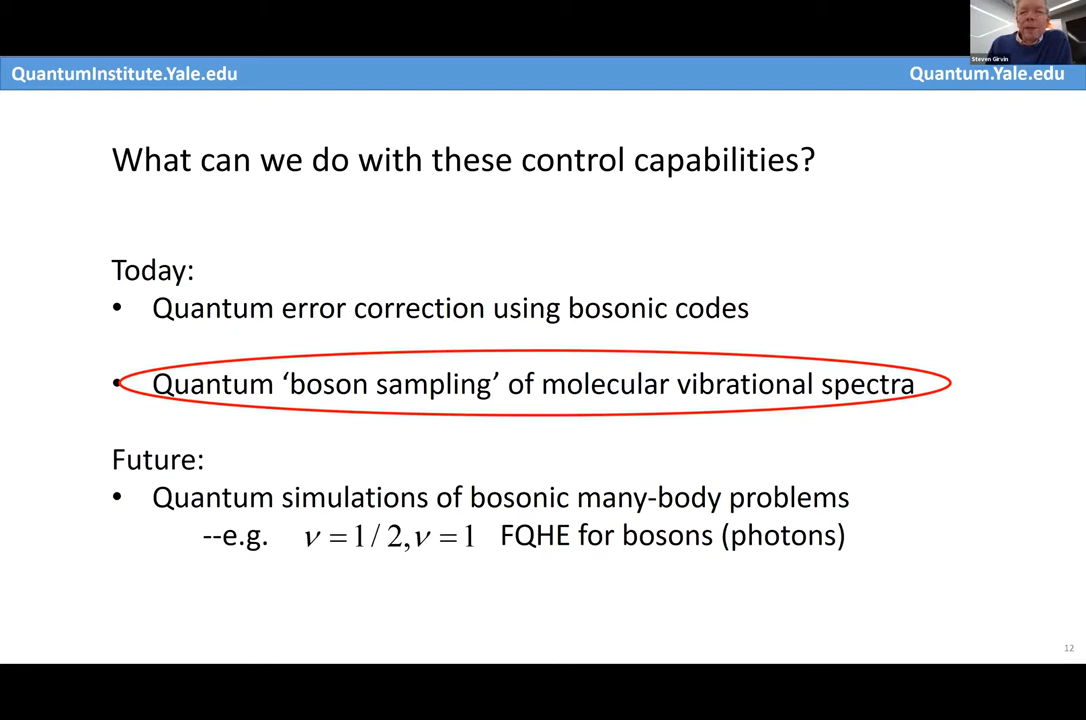 Steven Girvin
QuantumInstitute.Yale.edu
Quantum.Yale.edu
What can we do with these control capabilities?
Today:
• Quantum error correction using bosonic codes
• Quantum ‘boson sampling’ of molecular vibrational spectra
Future:
• Quantum simulations of bosonic many-body problems
--e.g. ν = 1 / 2, ν = 1 FQHE for bosons (photons)
12